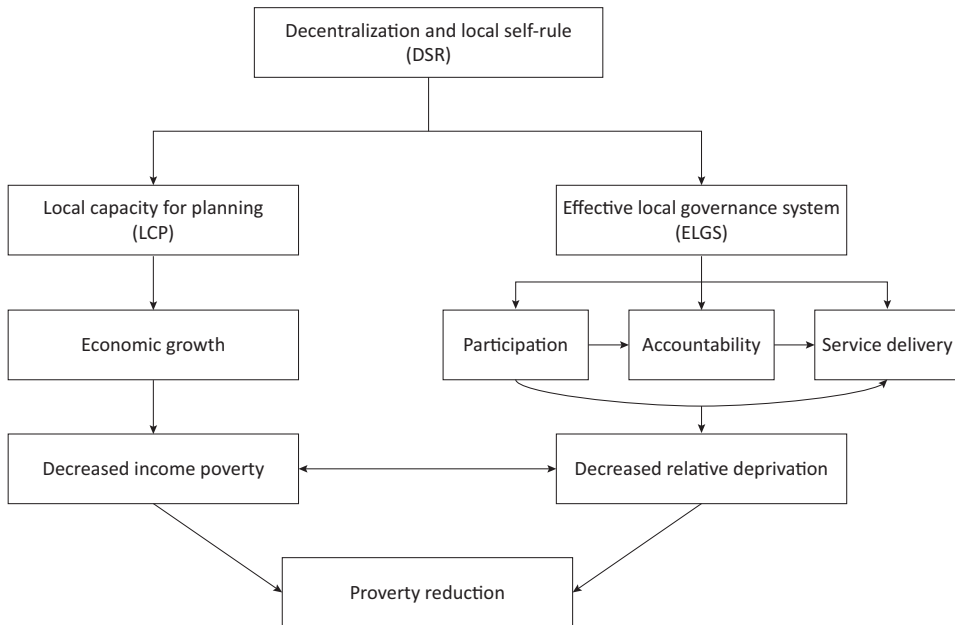 Decentralization and local self-rule
(DSR)
Local capacity for planning
(LCP)
Effective local governance system
(ELGS)
Economic growth
Participation
Accountability
Service delivery
Decreased income poverty
Decreased relative deprivation
Proverty reduction